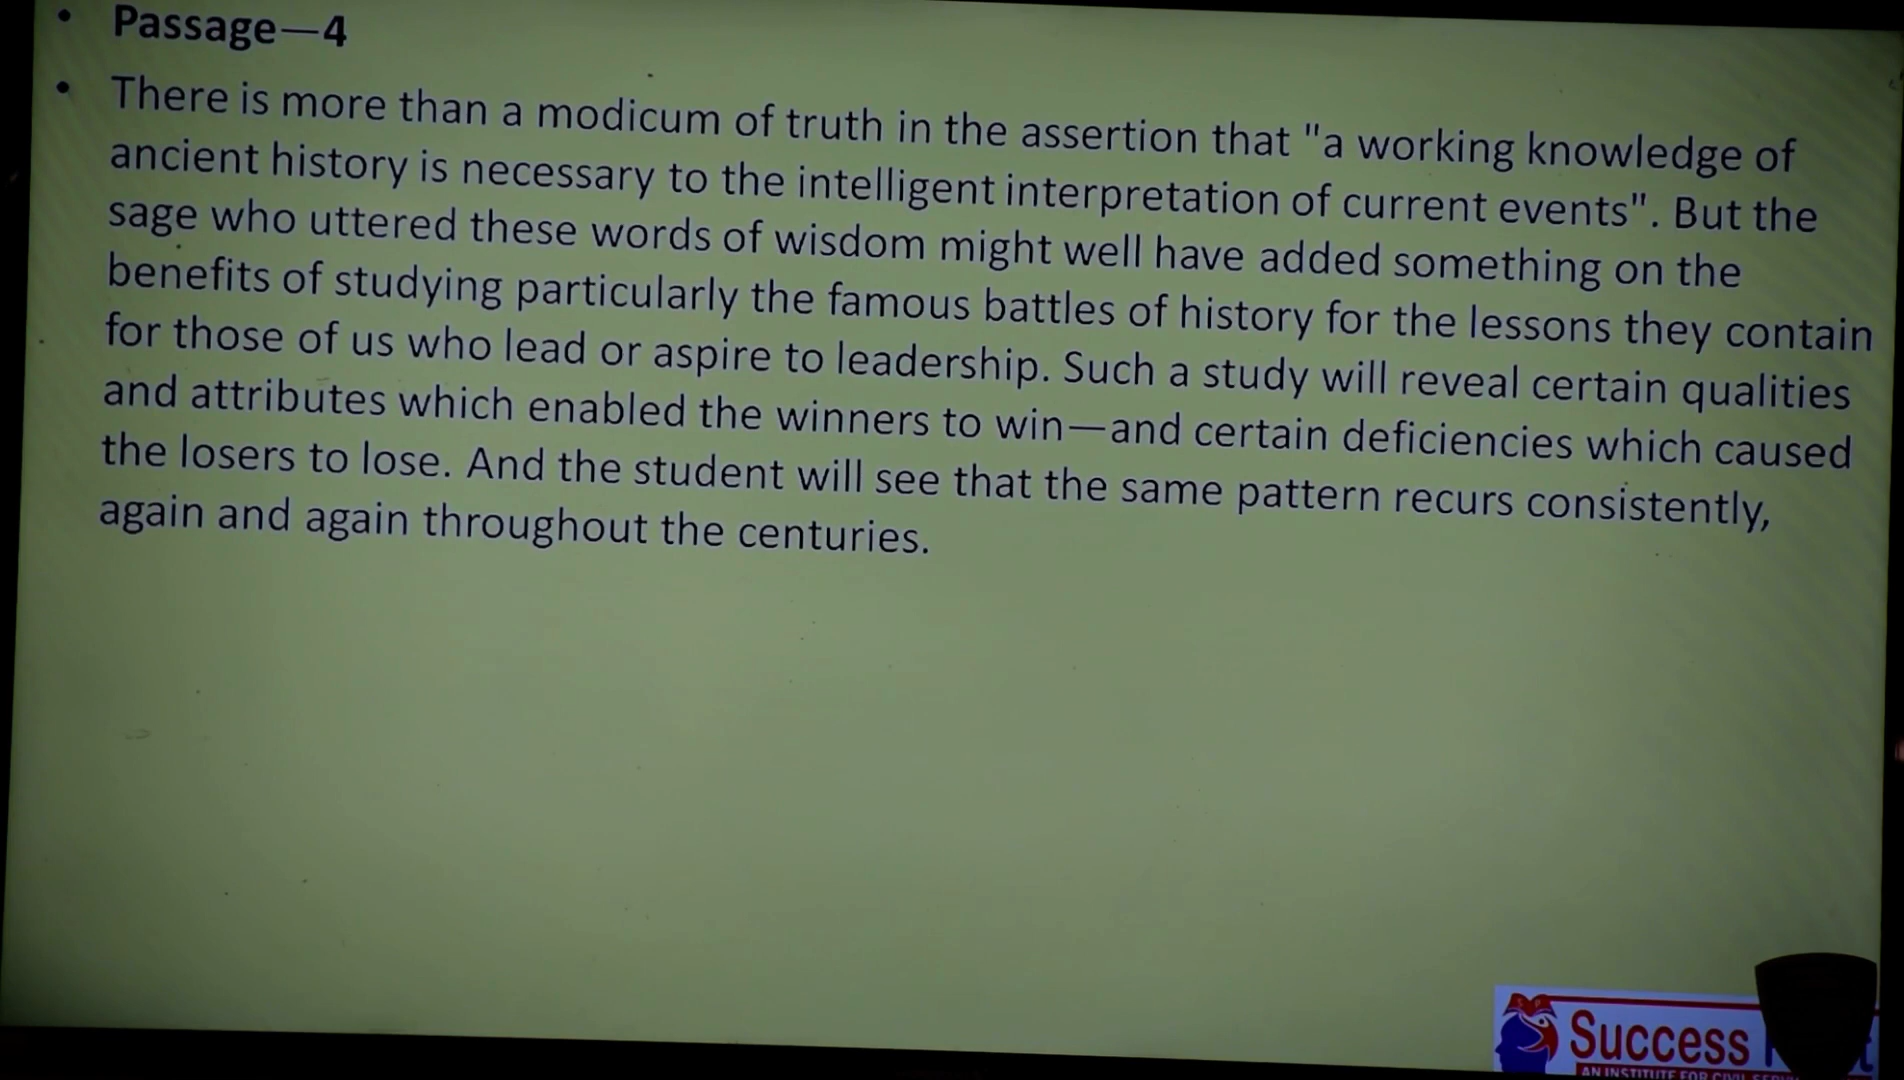 • Passage—4
• There is more than a modicum of truth in the assertion that "a working knowledge of
ancient history is necessary to the intelligent interpretation of current events". But the
sage who uttered these words of wisdom might well have added something on the
benefits of studying particularly the famous battles of history for the lessons they contain
for those of us who lead or aspire to leadership. Such a study will reveal certain qualities
and attributes which enabled the winners to win—and certain deficiencies which caused
the losers to lose. And the student will see that the same pattern recurs consistently,
again and again throughout the centuries.
Success
AN INSTITUTE FOR CIVIL